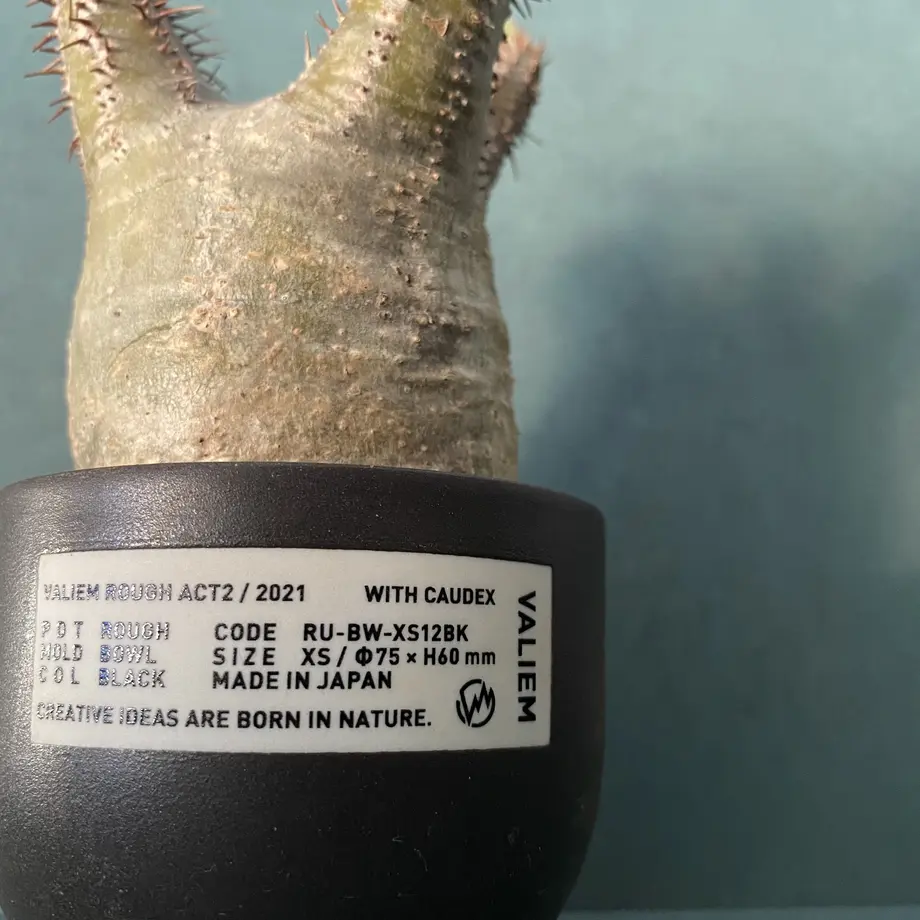 VALIEM ROUGH ACT2 / 2021 WITH CAUDEX
POT ROUGH CODE RU-BW-XS12BK
MOLD BOWL SIZE XS / Φ75 × H60 mm
COL BLACK MADE IN JAPAN
CREATIVE IDEAS ARE BORN IN NATURE.
VALIEM